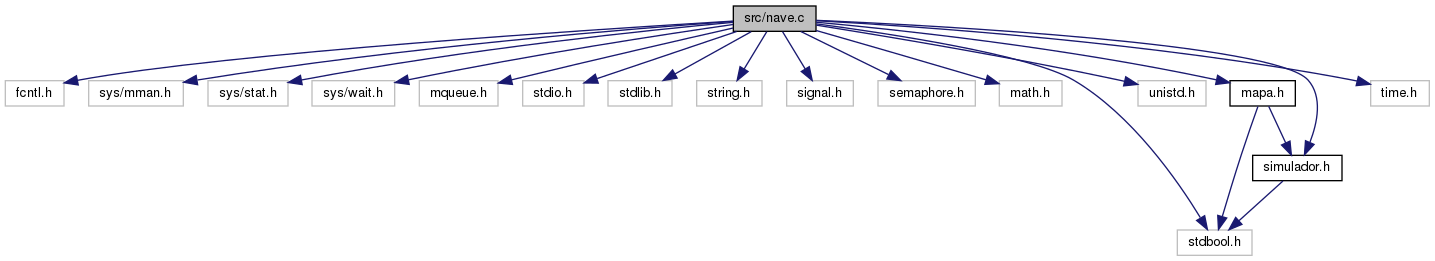 src/nave.c
fcntl.h
sys/mman.h
sys/stat.h
sys/wait.h
mqueue.h
stdio.h
stdlib.h
string.h
signal.h
semaphore.h
math.h
unistd.h
mapa.h
time.h
simulador.h
stdbool.h